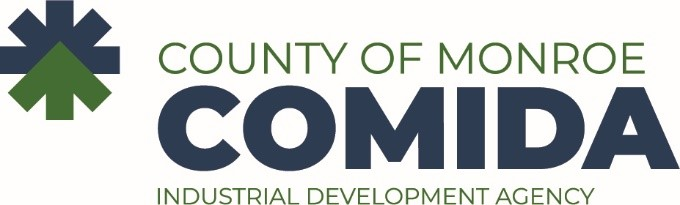 COUNTY OF MONROE
COMIDA
INDUSTRIAL DEVELOPMENT AGENCY